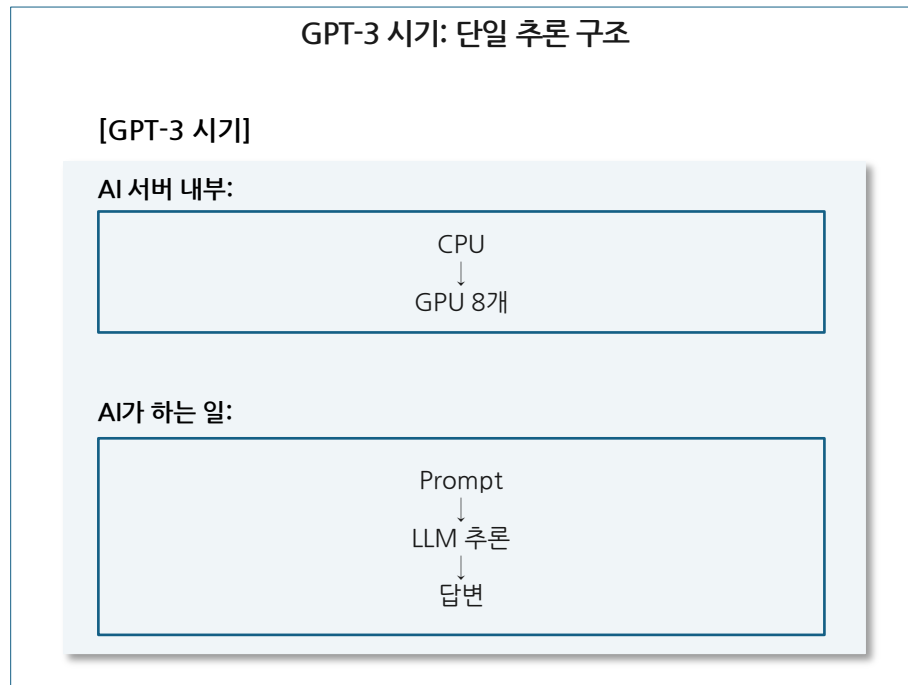 GPT-3 시기: 단일 추론 구조
[GPT-3 시기]
AI 서버 내부:
CPU
↓
GPU 8개
AI가 하는 일:
Prompt
↓
LLM 추론
↓
답변